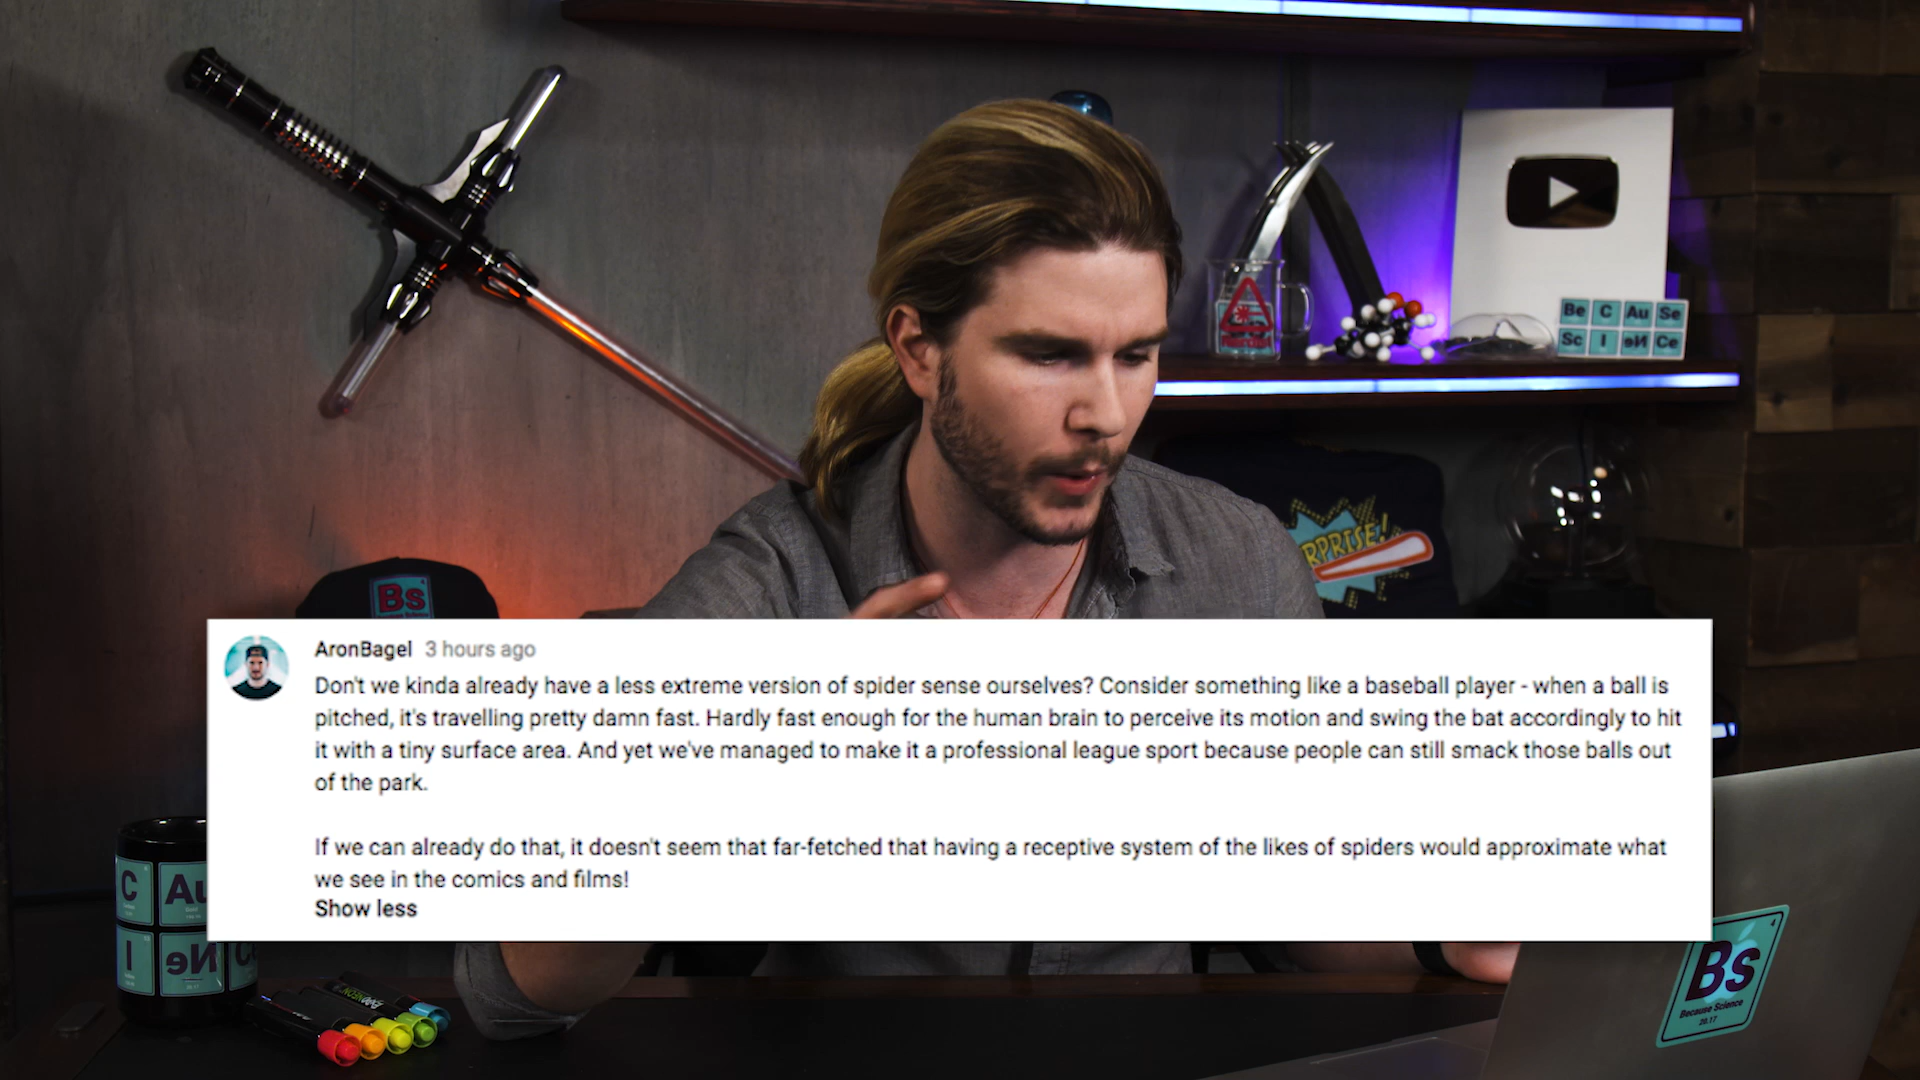 Be C Au Se
Sc I eN Ce
RPRISE!
Bs
AronBagel 3 hours ago
Don't we kinda already have a less extreme version of spider sense ourselves? Consider something like a baseball player - when a ball is
pitched, it's travelling pretty damn fast. Hardly fast enough for the human brain to perceive its motion and swing the bat accordingly to hit
it with a tiny surface area. And yet we've managed to make it a professional league sport because people can still smack those balls out
of the park.
If we can already do that, it doesn't seem that far-fetched that having a receptive system of the likes of spiders would approximate what
we see in the comics and films!
Show less
C Au
I eN C
Bs
Because Science
20.17